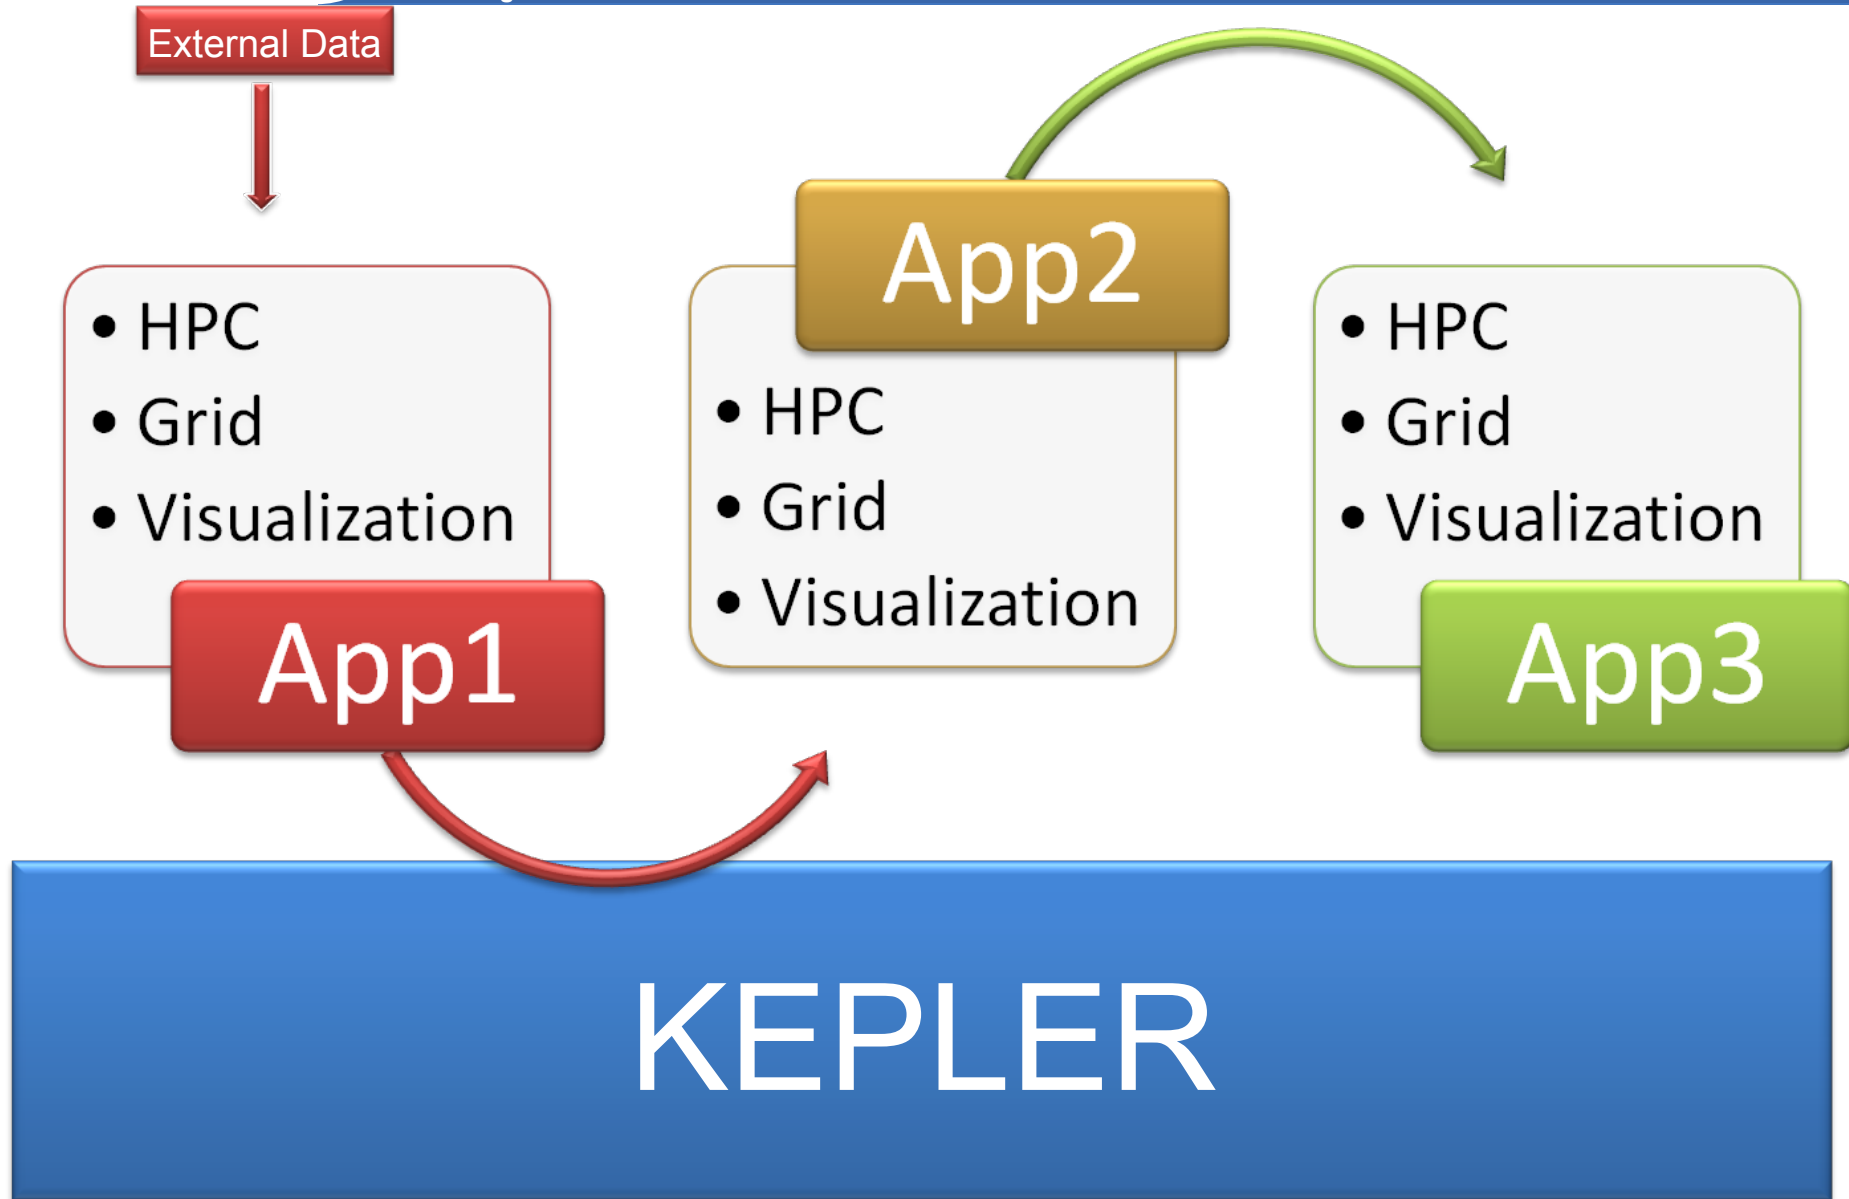 External Data
• HPC
• Grid
• Visualization
App1
App2
• HPC
• Grid
• Visualization
• HPC
• Grid
• Visualization
App3
KEPLER